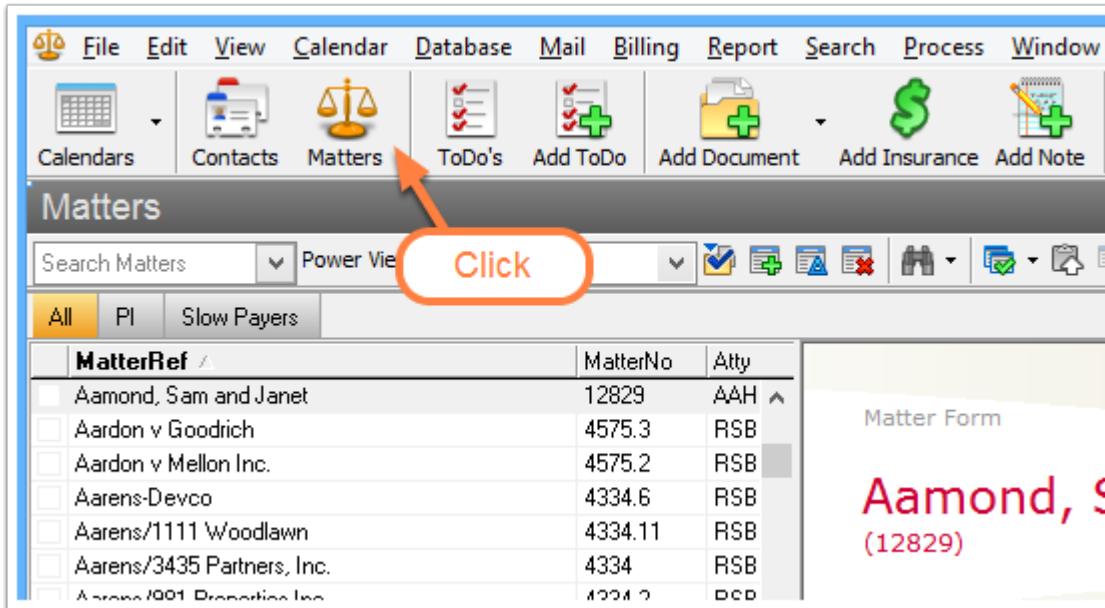 File Edit View Calendar Database Mail Billing Report Search Process Window
Calendars Contacts Matters ToDo's Add ToDo Add Document Add Insurance Add Note
Matters
Search Matters Power Vie
Click
All PI Slow Payers
MatterRef MatterNo Atty
Aamond, Sam and Janet 12829 AAH
Aardon v Goodrich 4575.3 RSB
Aardon v Mellon Inc. 4575.2 RSB
Aarens-Devco 4334.6 RSB
Aarens/1111 Woodlawn 4334.11 RSB
Aarens/3435 Partners, Inc. 4334 RSB
Matter Form
Aamond, S
(12829)